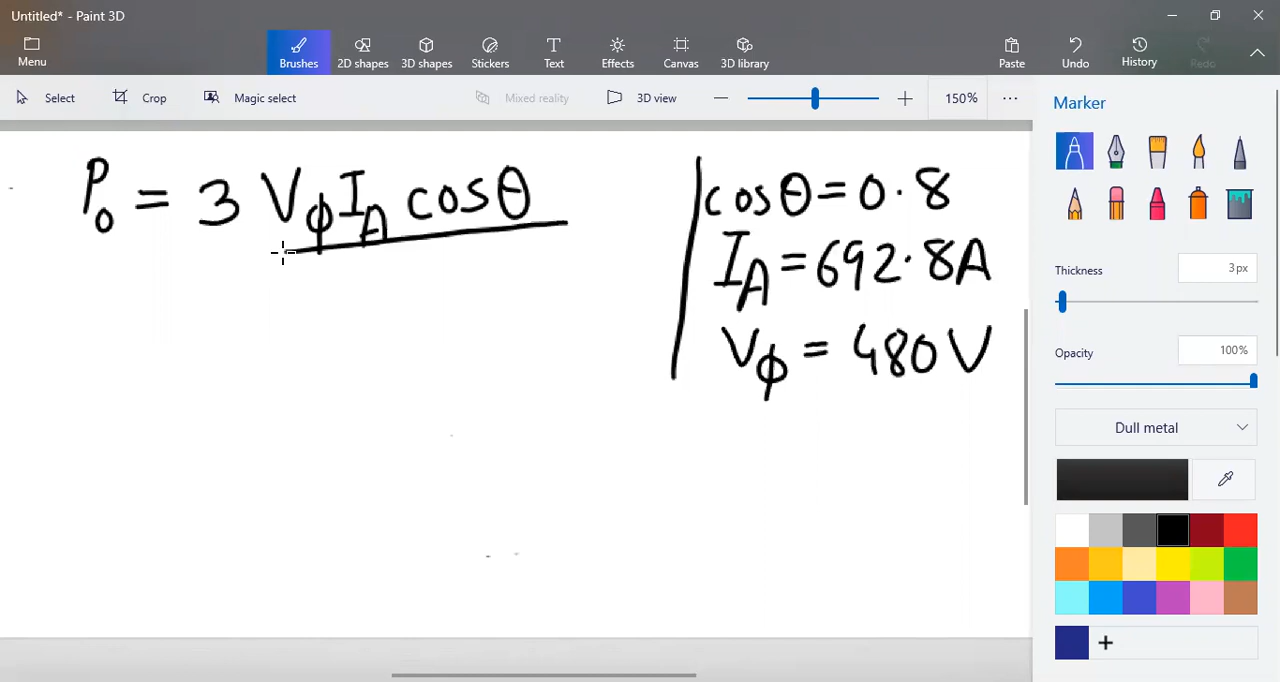 Untitled* - Paint 3D
Menu
Brushes
2D shapes
3D shapes
Stickers
Text
Effects
Canvas
3D library
Paste
Undo
History
Redo
Select
Crop
Magic select
Mixed reality
3D view
150%
P₀ = 3 VϕI_A cosθ
cosθ = 0.8
I_A = 692.8A
Vϕ = 480V
Marker
Thickness
3px
Opacity
100%
Dull metal